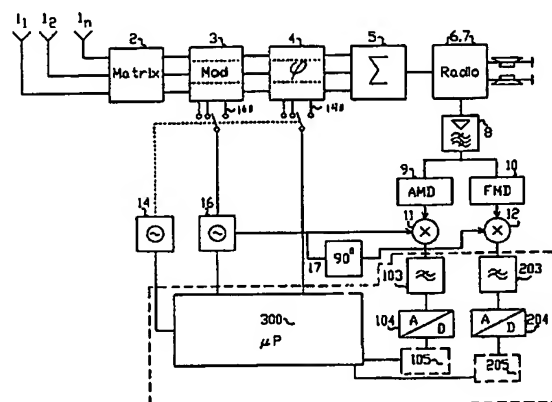 1₁ 1₂ 1ₙ
2 3 4 5 6,7
Matrix Mod φ Σ Radio
160 140
8
9 10
AMD FMD
14 16 11 12
17 90°
103 203
300
μP
104 A D A D 204
105 205